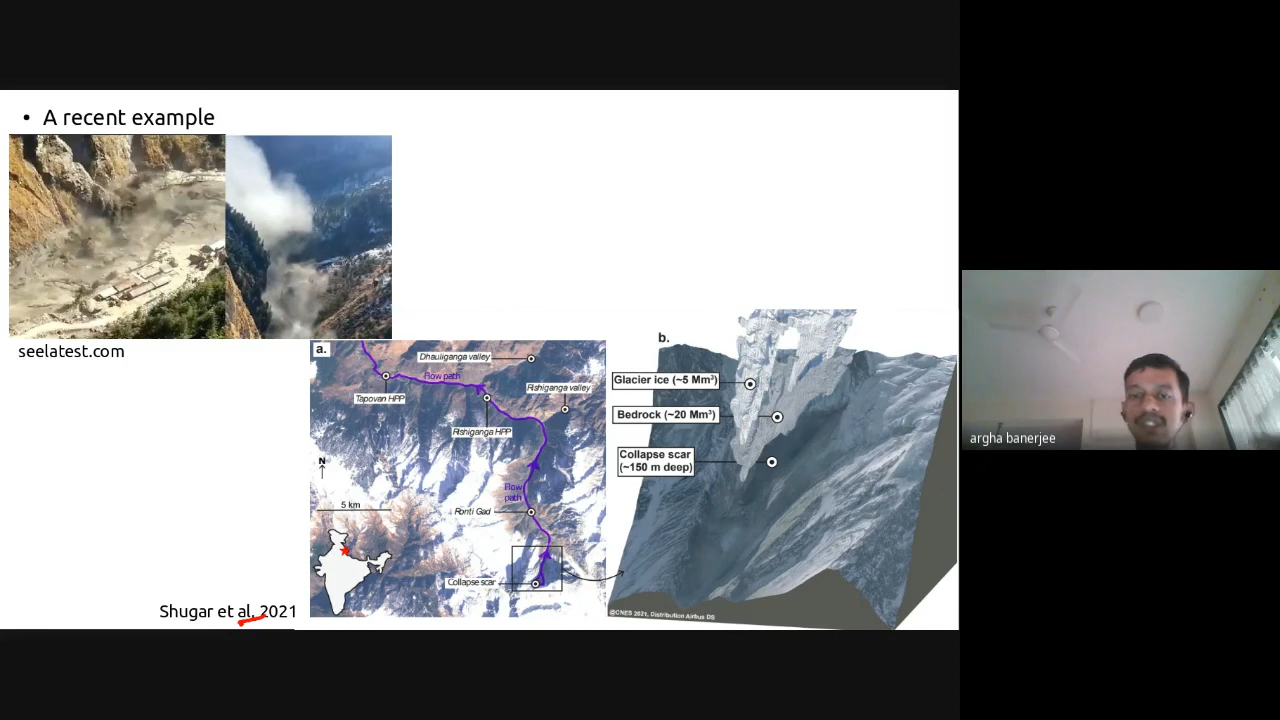 • A recent example
seelatest.com
a.
Dhauliganga valley
Flow path
Rishiganga valley
Tapovan HPP
Rishiganga HPP
N
5 km
Flow
path
Ronti Gad
Collapse scar
b.
Glacier ice (~5 Mm³)
Bedrock (~20 Mm³)
Collapse scar
(~150 m deep)
©CNES 2021, Distribution Airbus DS
Shugar et al. 2021
argha banerjee